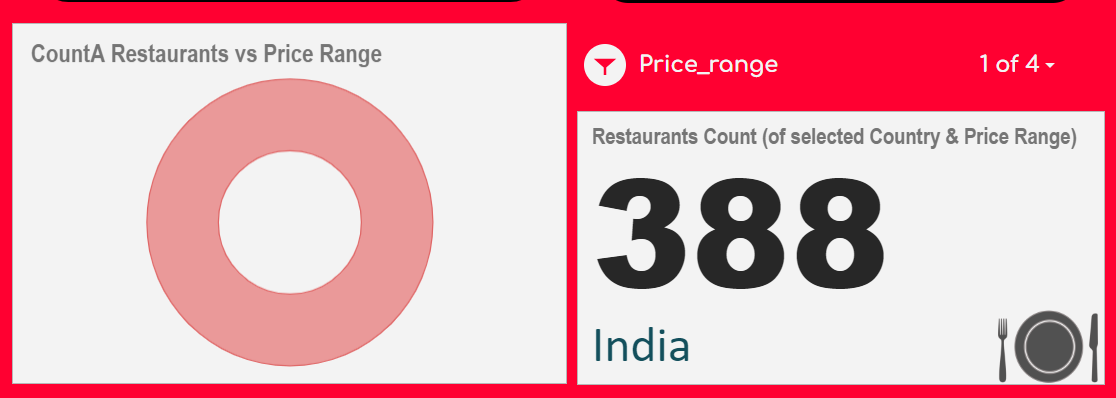 CountA Restaurants vs Price Range
Price_range
1 of 4
Restaurants Count (of selected Country & Price Range)
388
India